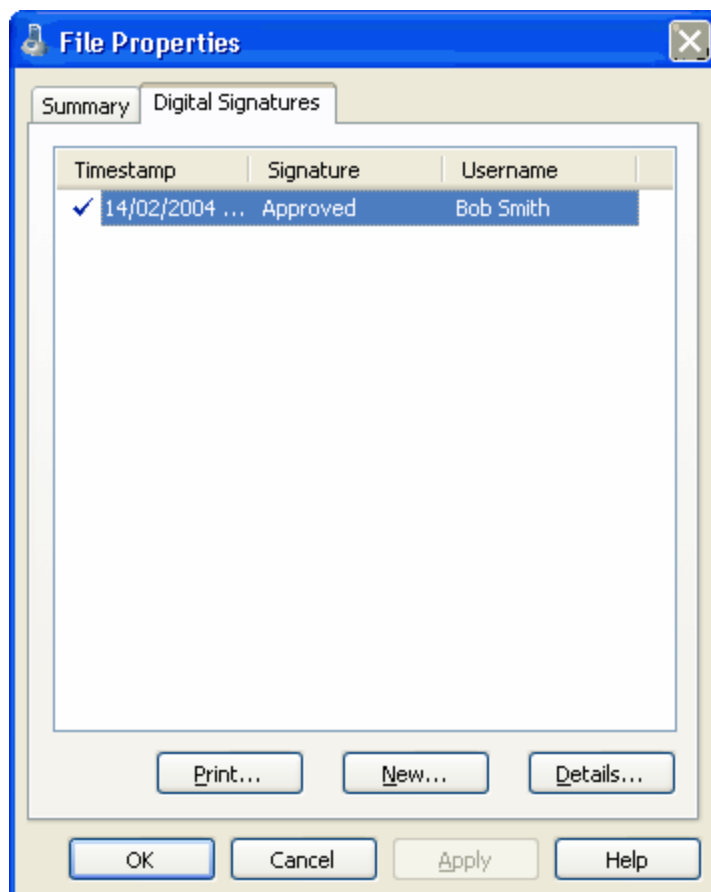 File Properties
Summary Digital Signatures
Timestamp Signature Username
14/02/2004 ... Approved Bob Smith
Print... New... Details...
OK Cancel Apply Help